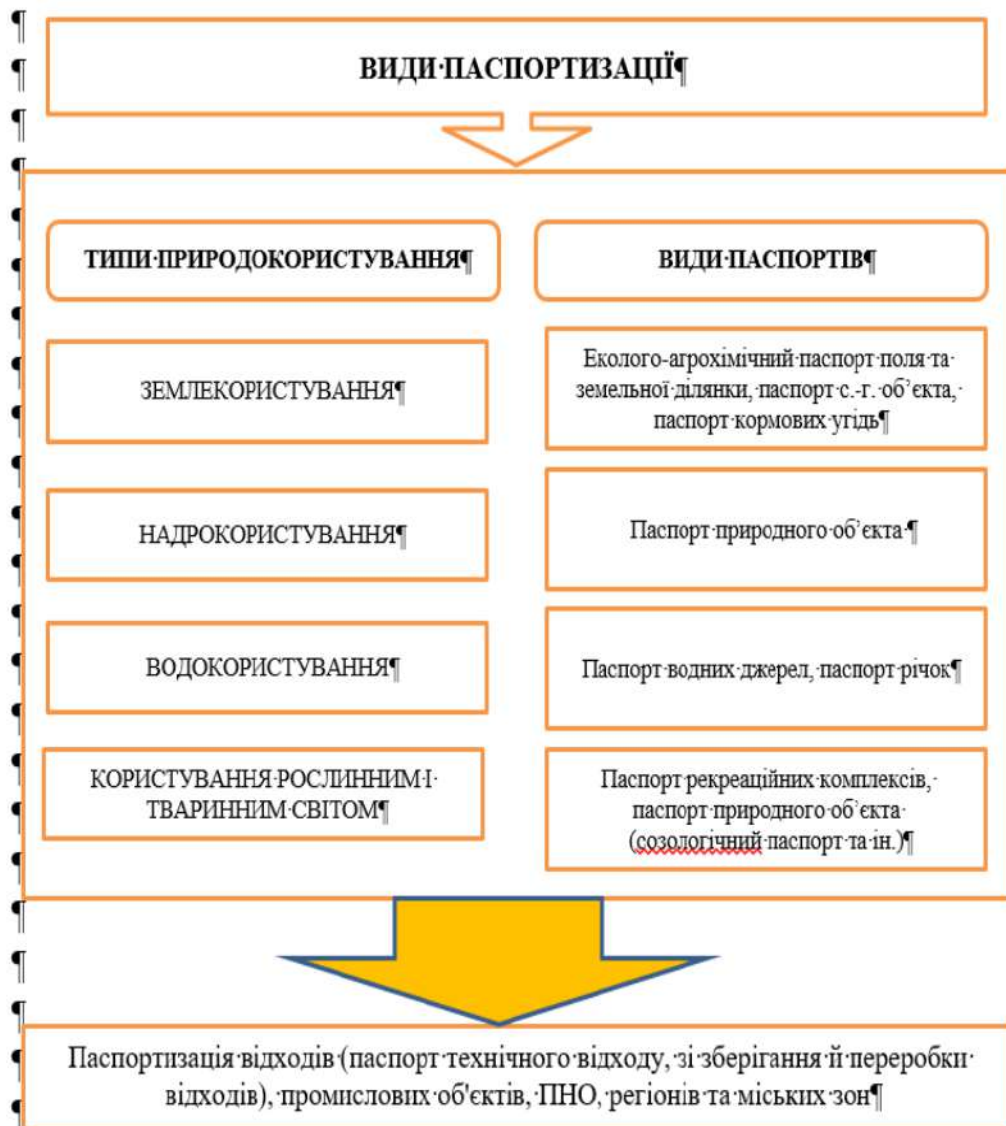 ВИДИ·ПАСПОРТИЗАЦІЇ¶
ТИПИ·ПРИРОДОКОРИСТУВАННЯ¶
ВИДИ·ПАСПОРТІВ¶
ЗЕМЛЕКОРИСТУВАННЯ¶
Еколого-агрохімічний·паспорт·поля·та·
земельної·ділянки,·паспорт·с.-г.·об’єкта,·
паспорт·кормових·угідь¶
НАДРОКОРИСТУВАННЯ¶
Паспорт·природного·об’єкта·¶
ВОДОКОРИСТУВАННЯ¶
Паспорт·водних·джерел,·паспорт·річок¶
КОРИСТУВАННЯ·РОСЛИННИМ·І·
ТВАРИННИМ·СВІТОМ¶
Паспорт·рекреаційних·комплексів,·
паспорт·природного·об’єкта·
(созологічний·паспорт·та·ін.)¶
Паспортизація·відходів·(паспорт·технічного·відходу,·зі·зберігання·й·переробки·
відходів),·промислових·об'єктів,·ПНО,·регіонів·та·міських·зон¶